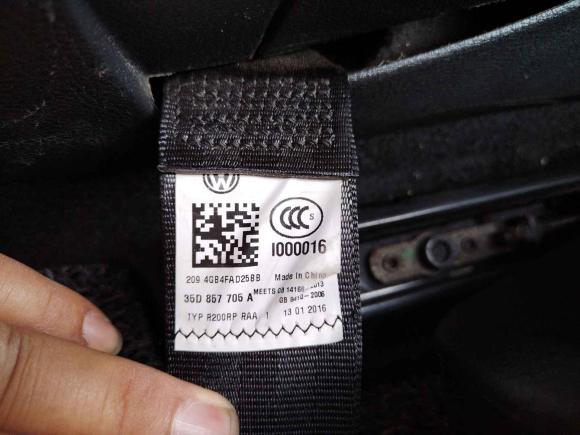 CCC S
I000016
209 4GB4FAD25BB Made In China
35D 857 705 A MEETS GB 14166-2013
GB 8410-2006
TYP R200RP RAA 1 13 01 2016